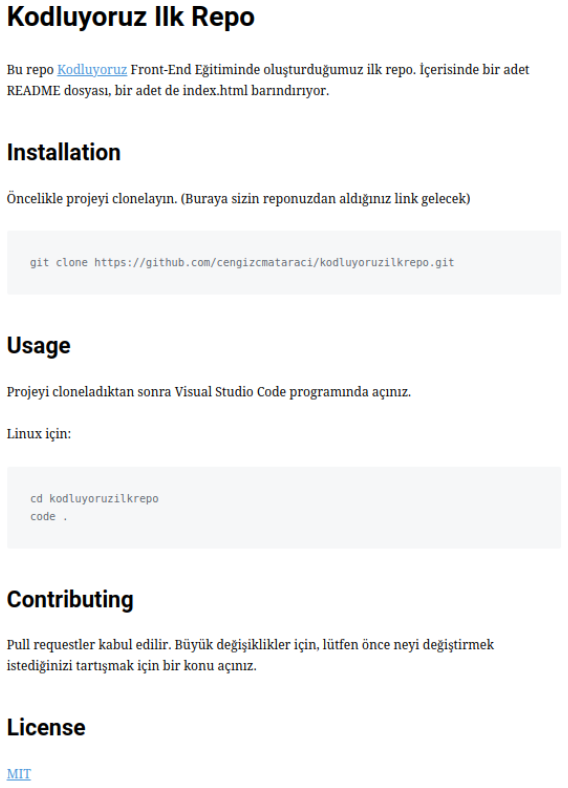 Kodluyoruz Ilk Repo
Bu repo Kodluyoruz Front-End Eğitiminde oluşturduğumuz ilk repo. İçerisinde bir adet
README dosyası, bir adet de index.html barındırıyor.
Installation
Öncelikle projeyi clonelayın. (Buraya sizin reponuzdan aldığınız link gelecek)
git clone https://github.com/cengizcmataraci/kodluyoruzilkrepo.git
Usage
Projeyi cloneladıktan sonra Visual Studio Code programında açınız.
Linux için:
cd kodluyoruzilkrepo
code .
Contributing
Pull requestler kabul edilir. Büyük değişiklikler için, lütfen önce neyi değiştirmek
istediğinizi tartışmak için bir konu açınız.
License
MIT